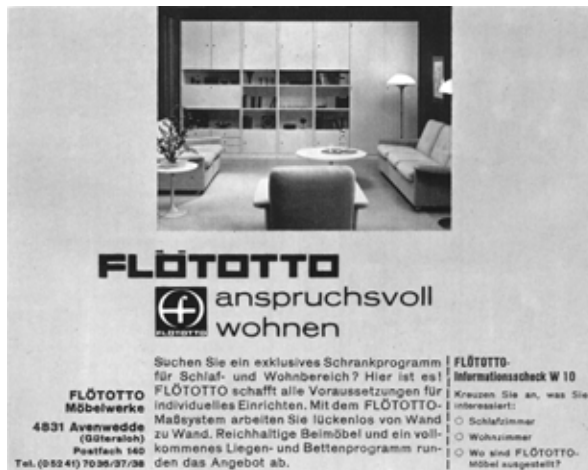 FLÖTOTTO
FLÖTOTTO
anspruchsvoll
wohnen
FLÖTOTTO
Möbelwerke
4831 Avenwedde
(Gütersloh)
Postfach 140
Tel. (05241) 7036/37/38
Suchen Sie ein exklusives Schrankprogramm
für Schlaf- und Wohnbereich? Hier ist es!
FLÖTOTTO schafft alle Voraussetzungen für
individuelles Einrichten. Mit dem FLÖTOTTO-
Maßsystem arbeiten Sie lückenlos von Wand
zu Wand. Reichhaltige Beimöbel und ein voll-
kommenes Liegen- und Bettenprogramm run-
den das Angebot ab.
FLÖTOTTO-
Informationsscheck W 10
Kreuzen Sie an, was Sie
interessiert:
Schlafzimmer
Wohnzimmer
Wo sind FLÖTOTTO-
Möbel ausgestellt?